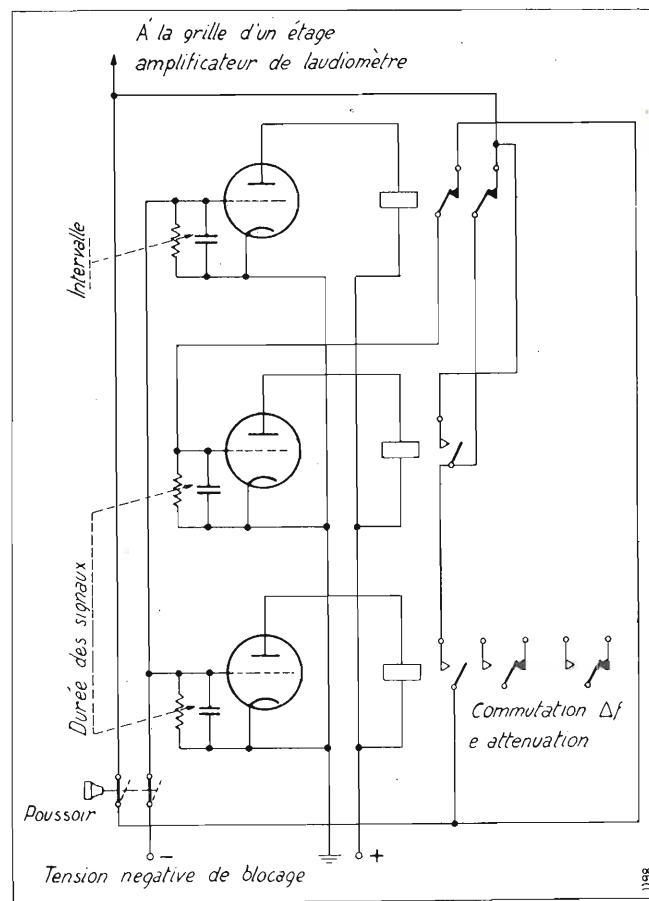 À la grille d'un étage
amplificateur de laudiomètre
Intervalle
Durée des signaux
Commutation Δf
e attenuation
Poussoir
-
+
Tension negative de blocage
1198